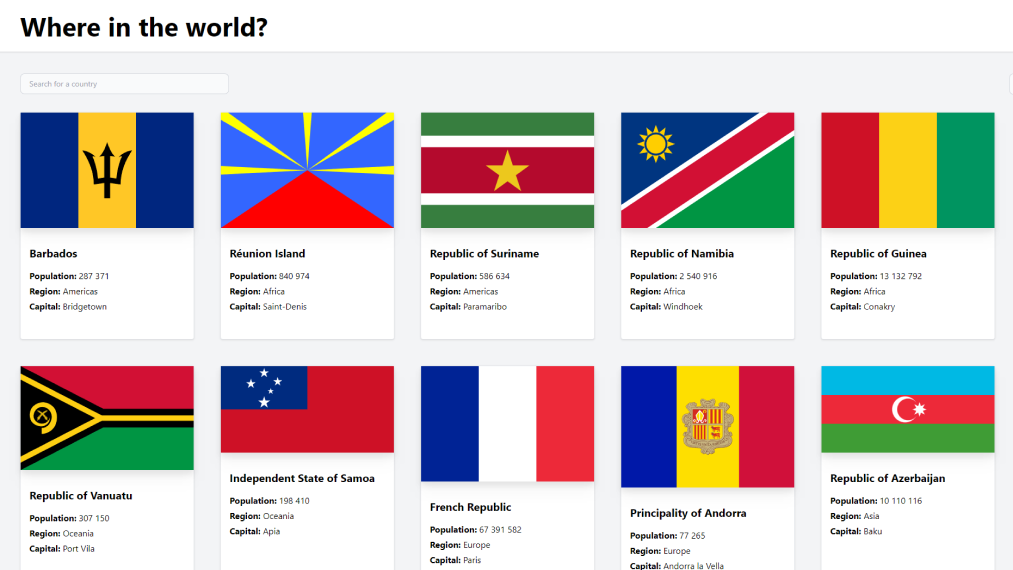 Where in the world?
Search for a country
Barbados
Population: 287 371
Region: Americas
Capital: Bridgetown
Réunion Island
Population: 840 974
Region: Africa
Capital: Saint-Denis
Republic of Suriname
Population: 586 634
Region: Americas
Capital: Paramaribo
Republic of Namibia
Population: 2 540 916
Region: Africa
Capital: Windhoek
Republic of Guinea
Population: 13 132 792
Region: Africa
Capital: Conakry
Republic of Vanuatu
Population: 307 150
Region: Oceania
Capital: Port Vila
Independent State of Samoa
Population: 198 410
Region: Oceania
Capital: Apia
French Republic
Population: 67 391 582
Region: Europe
Capital: Paris
Principality of Andorra
Population: 77 265
Region: Europe
Capital: Andorra la Vella
Republic of Azerbaijan
Population: 10 110 116
Region: Asia
Capital: Baku